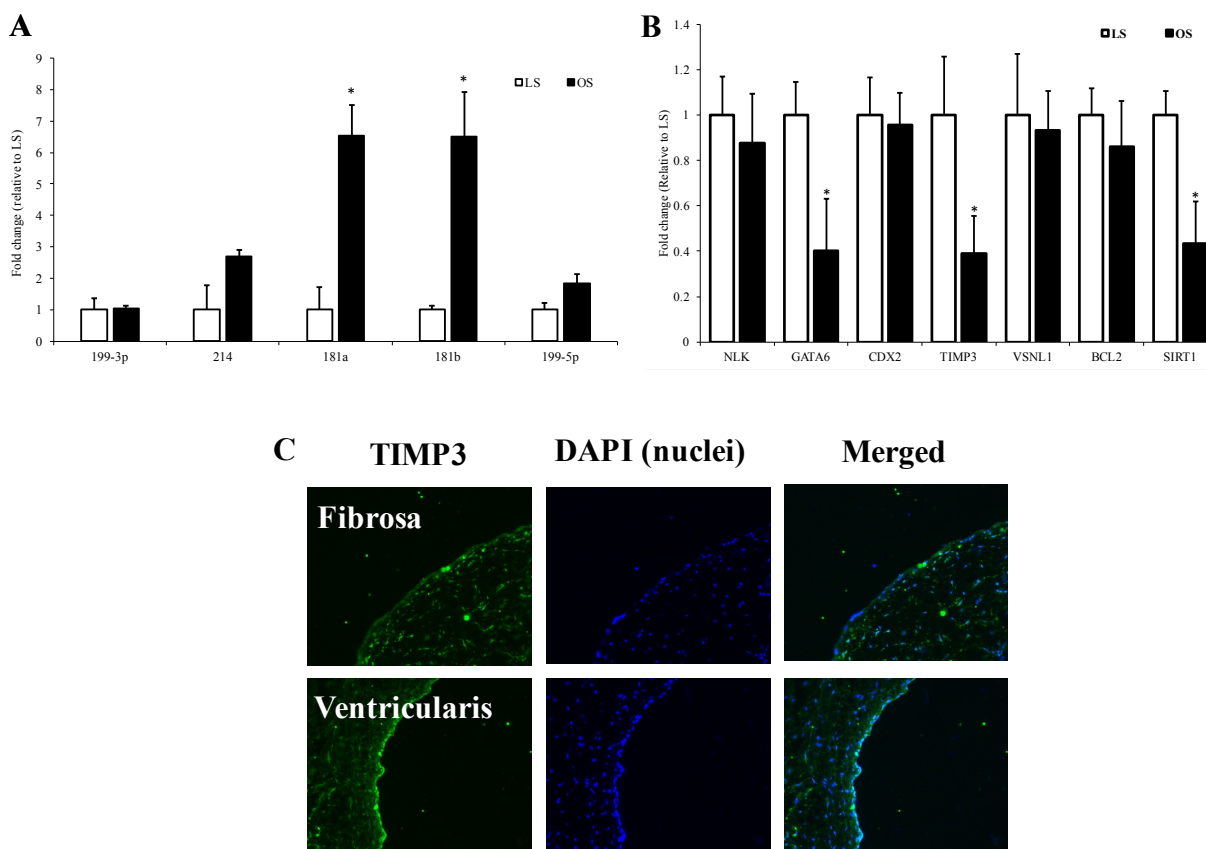 A
Fold change (relative to LS)
9
8
7
6
5
4
3
2
1
0
LS OS
* *
199-3p 214 181a 181b 199-5p
B
Fold change (Relative to LS)
1.4
1.2
1
0.8
0.6
0.4
0.2
0
LS OS
* * *
NLK GATA6 CDX2 TIMP3 VSNL1 BCL2 SIRT1
C
TIMP3 DAPI (nuclei) Merged
Fibrosa
Ventricularis